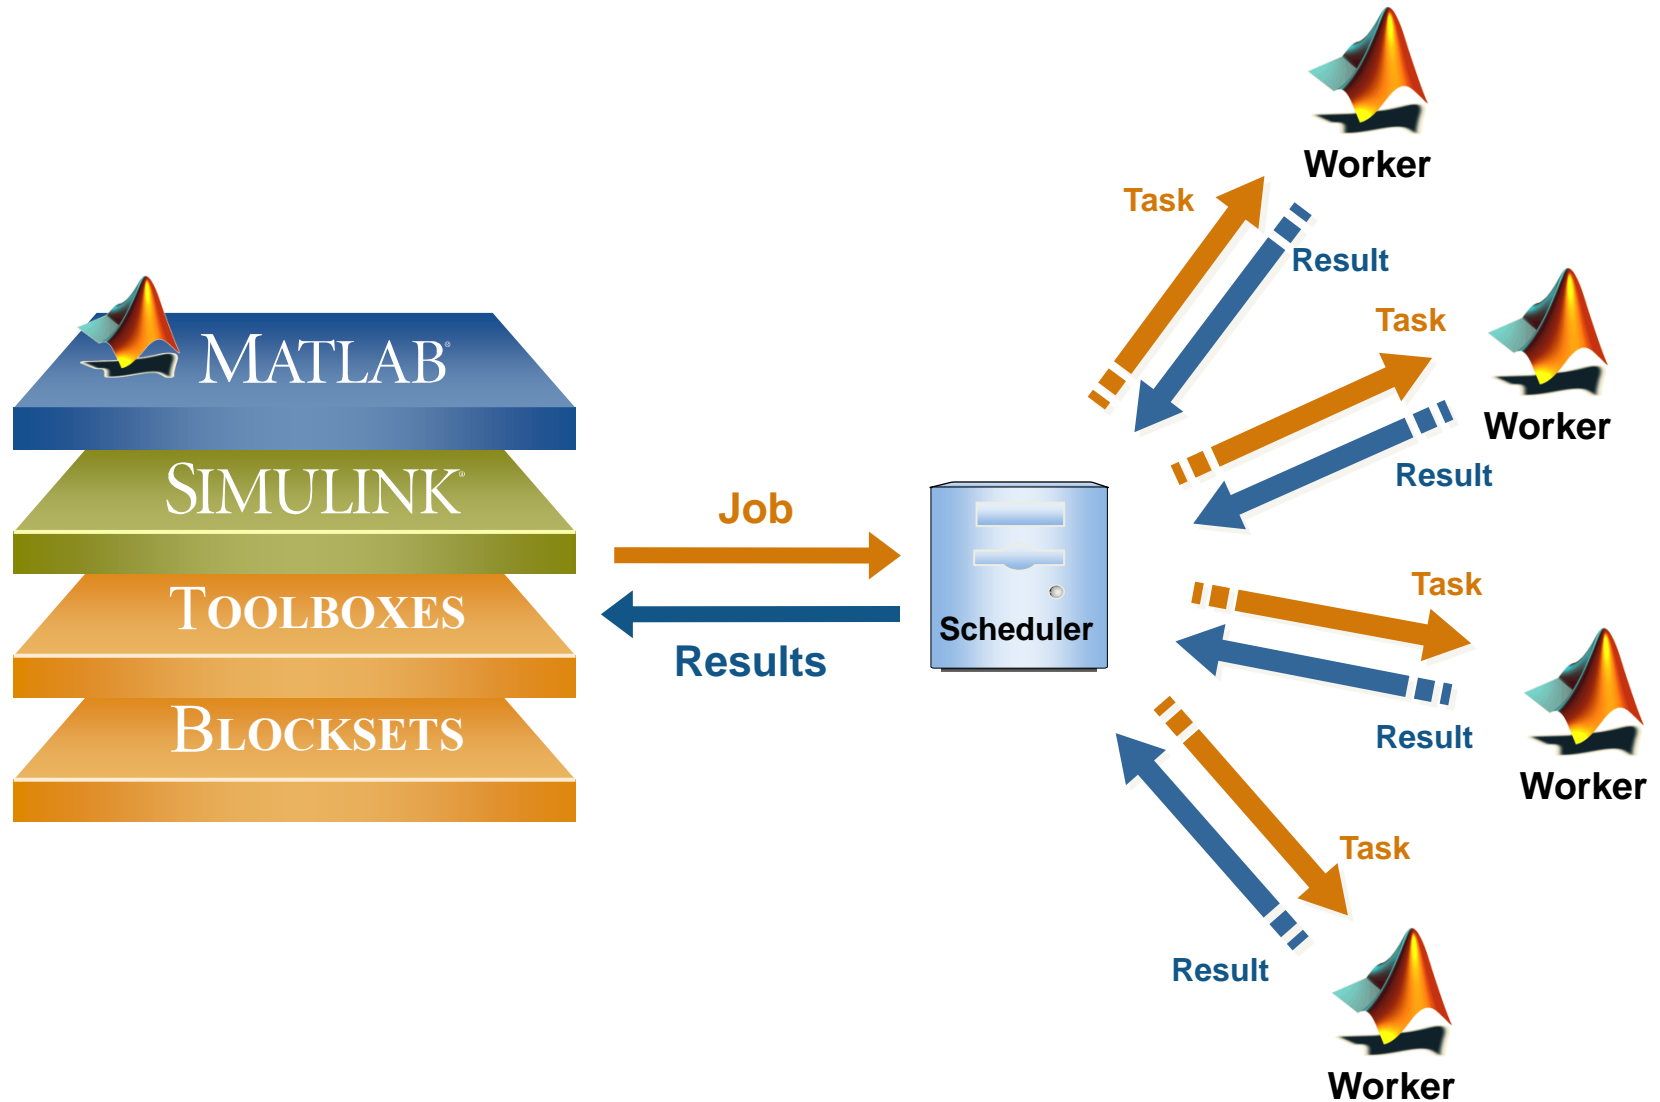 MATLAB®
SIMULINK®
TOOLBOXES
BLOCKSETS
Job
Results
Scheduler
Task
Result
Worker
Task
Result
Worker
Task
Result
Worker
Task
Result
Worker